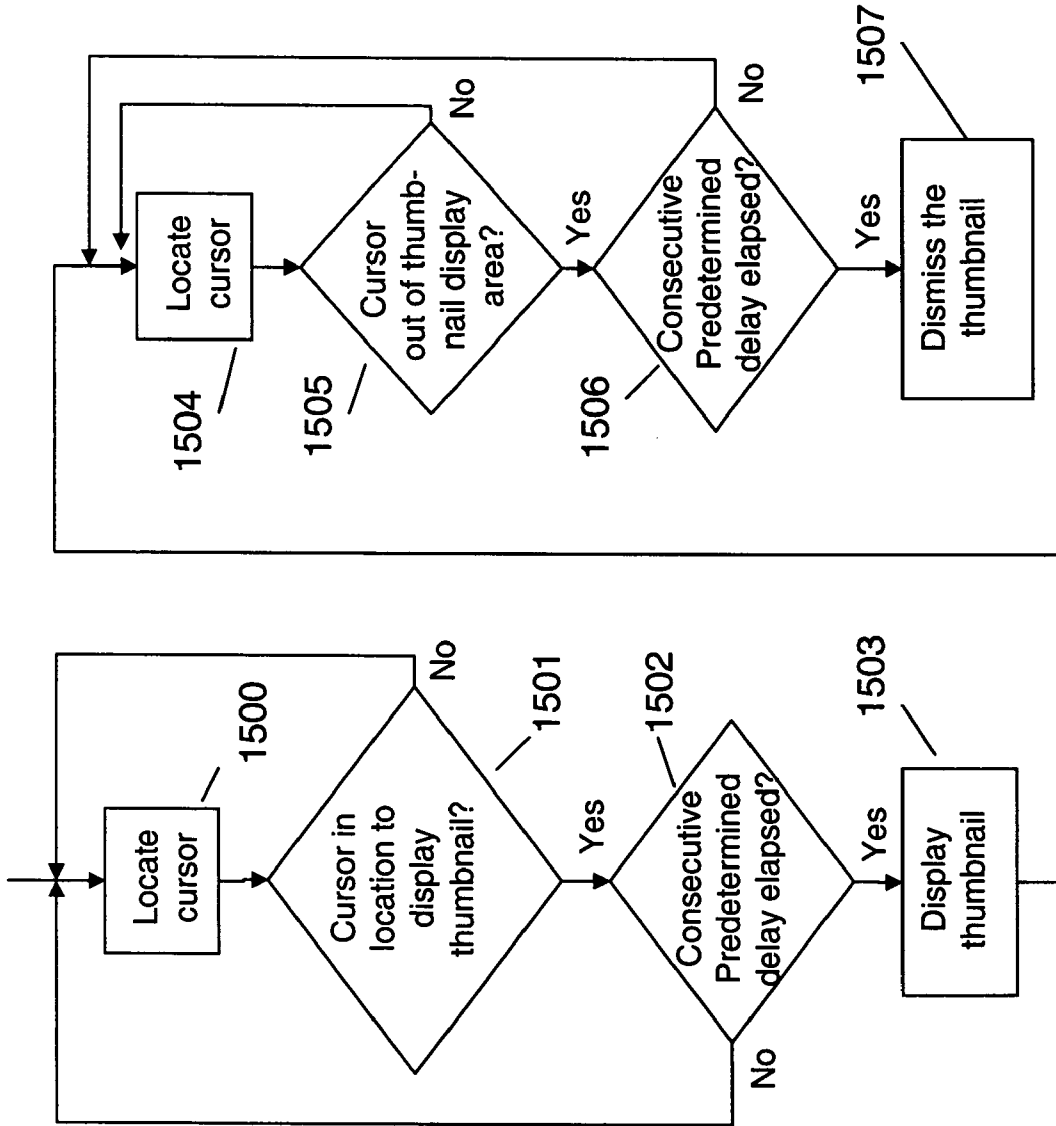 Locate
cursor
1500
Cursor in
location to
display
thumbnail?
1501
No
Yes
Consecutive
Predetermined
delay elapsed?
1502
No
Yes
Display
thumbnail
1503
Locate
cursor
1504
Cursor
out of thumb-
nail display
area?
1505
No
Yes
Consecutive
Predetermined
delay elapsed?
1506
No
Yes
Dismiss the
thumbnail
1507